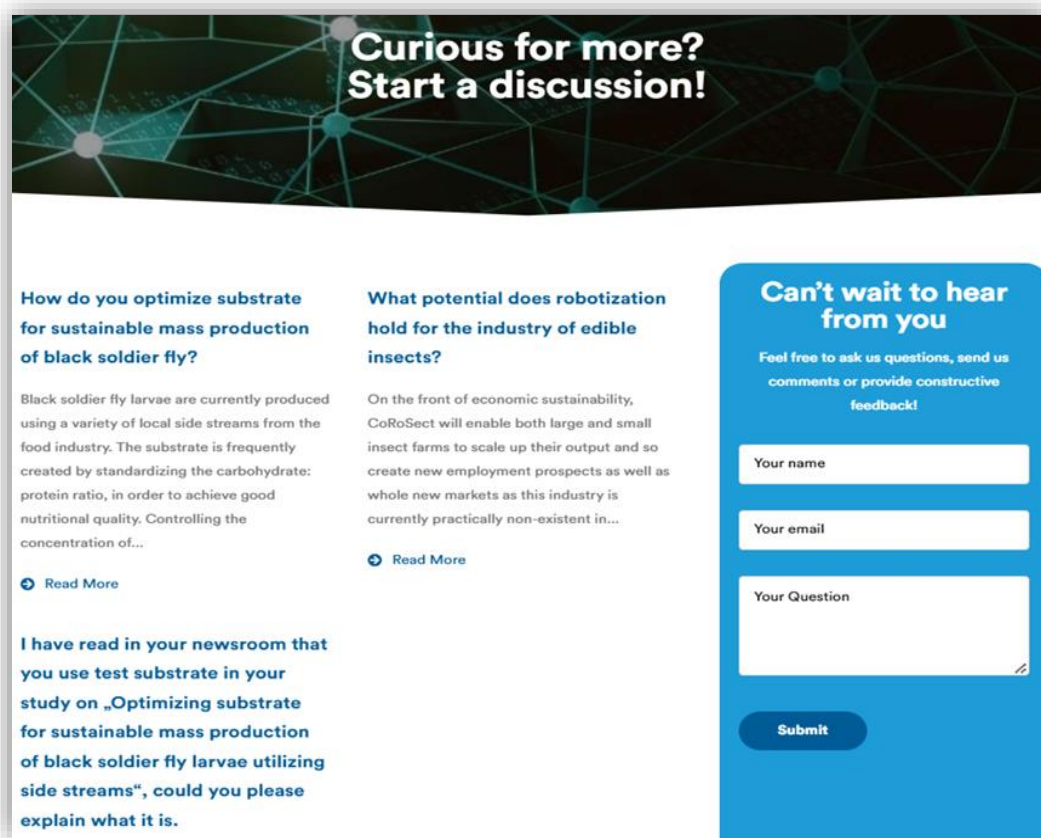 Curious for more?
Start a discussion!
How do you optimize substrate
for sustainable mass production
of black soldier fly?
Black soldier fly larvae are currently produced
using a variety of local side streams from the
food industry. The substrate is frequently
created by standardizing the carbohydrate:
protein ratio, in order to achieve good
nutritional quality. Controlling the
concentration of...
Read More
I have read in your newsroom that
you use test substrate in your
study on „Optimizing substrate
for sustainable mass production
of black soldier fly larvae utilizing
side streams“, could you please
explain what it is.
What potential does robotization
hold for the industry of edible
insects?
On the front of economic sustainability,
CoRoSect will enable both large and small
insect farms to scale up their output and so
create new employment prospects as well as
whole new markets as this industry is
currently practically non-existent in...
Read More
Can’t wait to hear
from you
Feel free to ask us questions, send us
comments or provide constructive
feedback!
Your name
Your email
Your Question
Submit